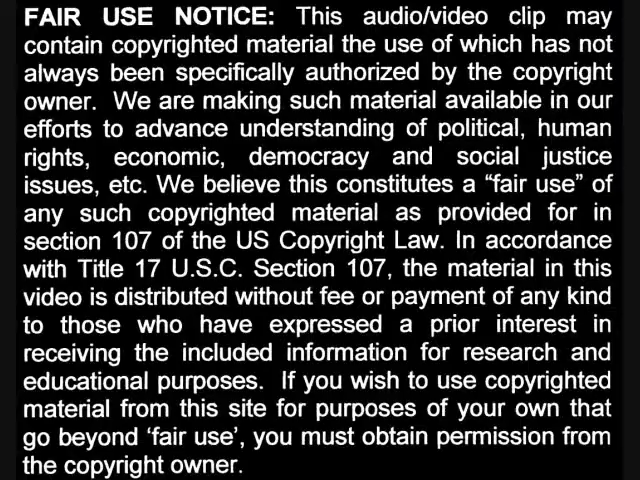 FAIR USE NOTICE: This audio/video clip may
contain copyrighted material the use of which has not
always been specifically authorized by the copyright
owner.  We are making such material available in our
efforts to advance understanding of political, human
rights, economic, democracy and social justice
issues, etc. We believe this constitutes a “fair use” of
any such copyrighted material as provided for in
section 107 of the US Copyright Law. In accordance
with Title 17 U.S.C. Section 107, the material in this
video is distributed without fee or payment of any kind
to those who have expressed a prior interest in
receiving the included information for research and
educational purposes.  If you wish to use copyrighted
material from this site for purposes of your own that
go beyond ‘fair use’, you must obtain permission from
the copyright owner.